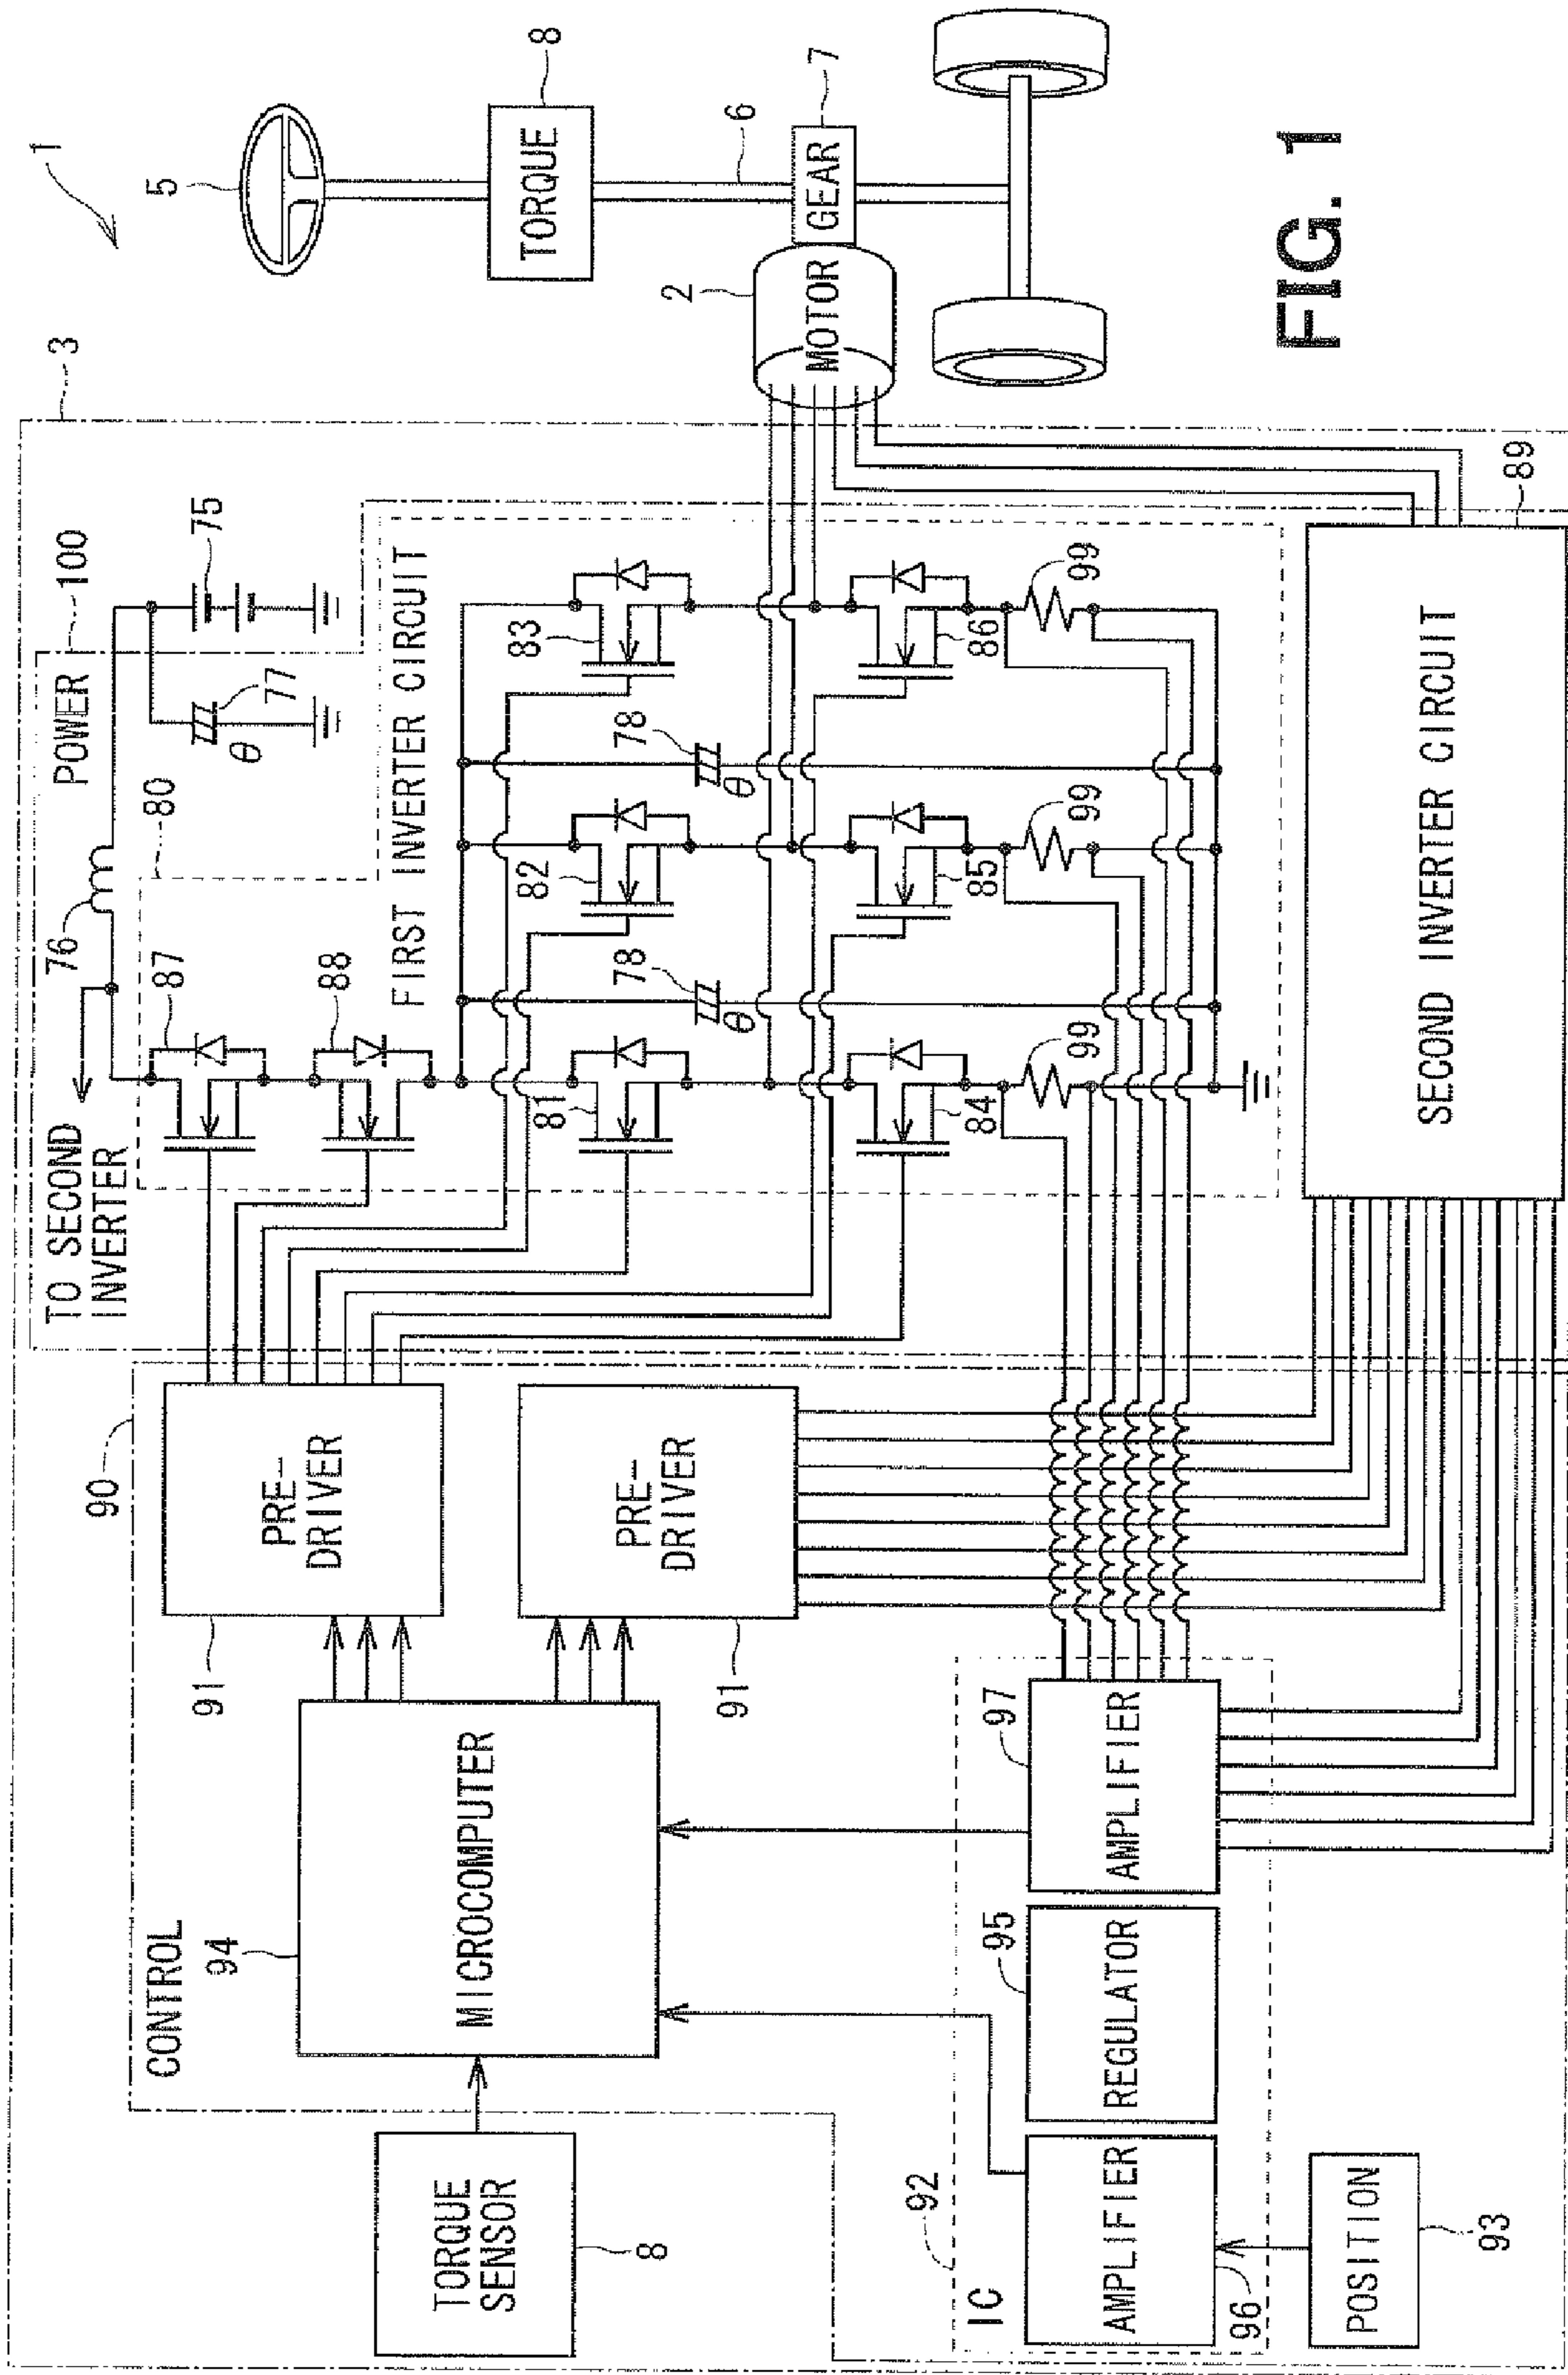 1
3
5
TORQUE
8
6
GEAR
7
2
MOTOR
POWER
100
75
77
θ
76
TO SECOND
INVERTER
80
87
88
FIRST INVERTER CIRCUIT
81
82
83
78
θ
78
θ
84
85
86
99
99
99
SECOND INVERTER CIRCUIT
89
90
CONTROL
PRE-
DRIVER
91
PRE-
DRIVER
91
94
MICROCOMPUTER
TORQUE
SENSOR
8
92
IC
AMPLIFIER
96
REGULATOR
95
AMPLIFIER
97
POSITION
93
FIG. 1